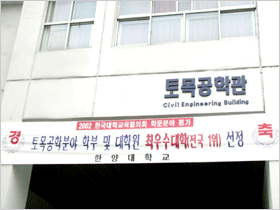 토목공학관
Civil Engineering Building
2002 한국대학교육협의회 학문분야 평가
경 토목공학분야 학부 및 대학원 최우수대학(전국 1위) 선정 축
한양대학교